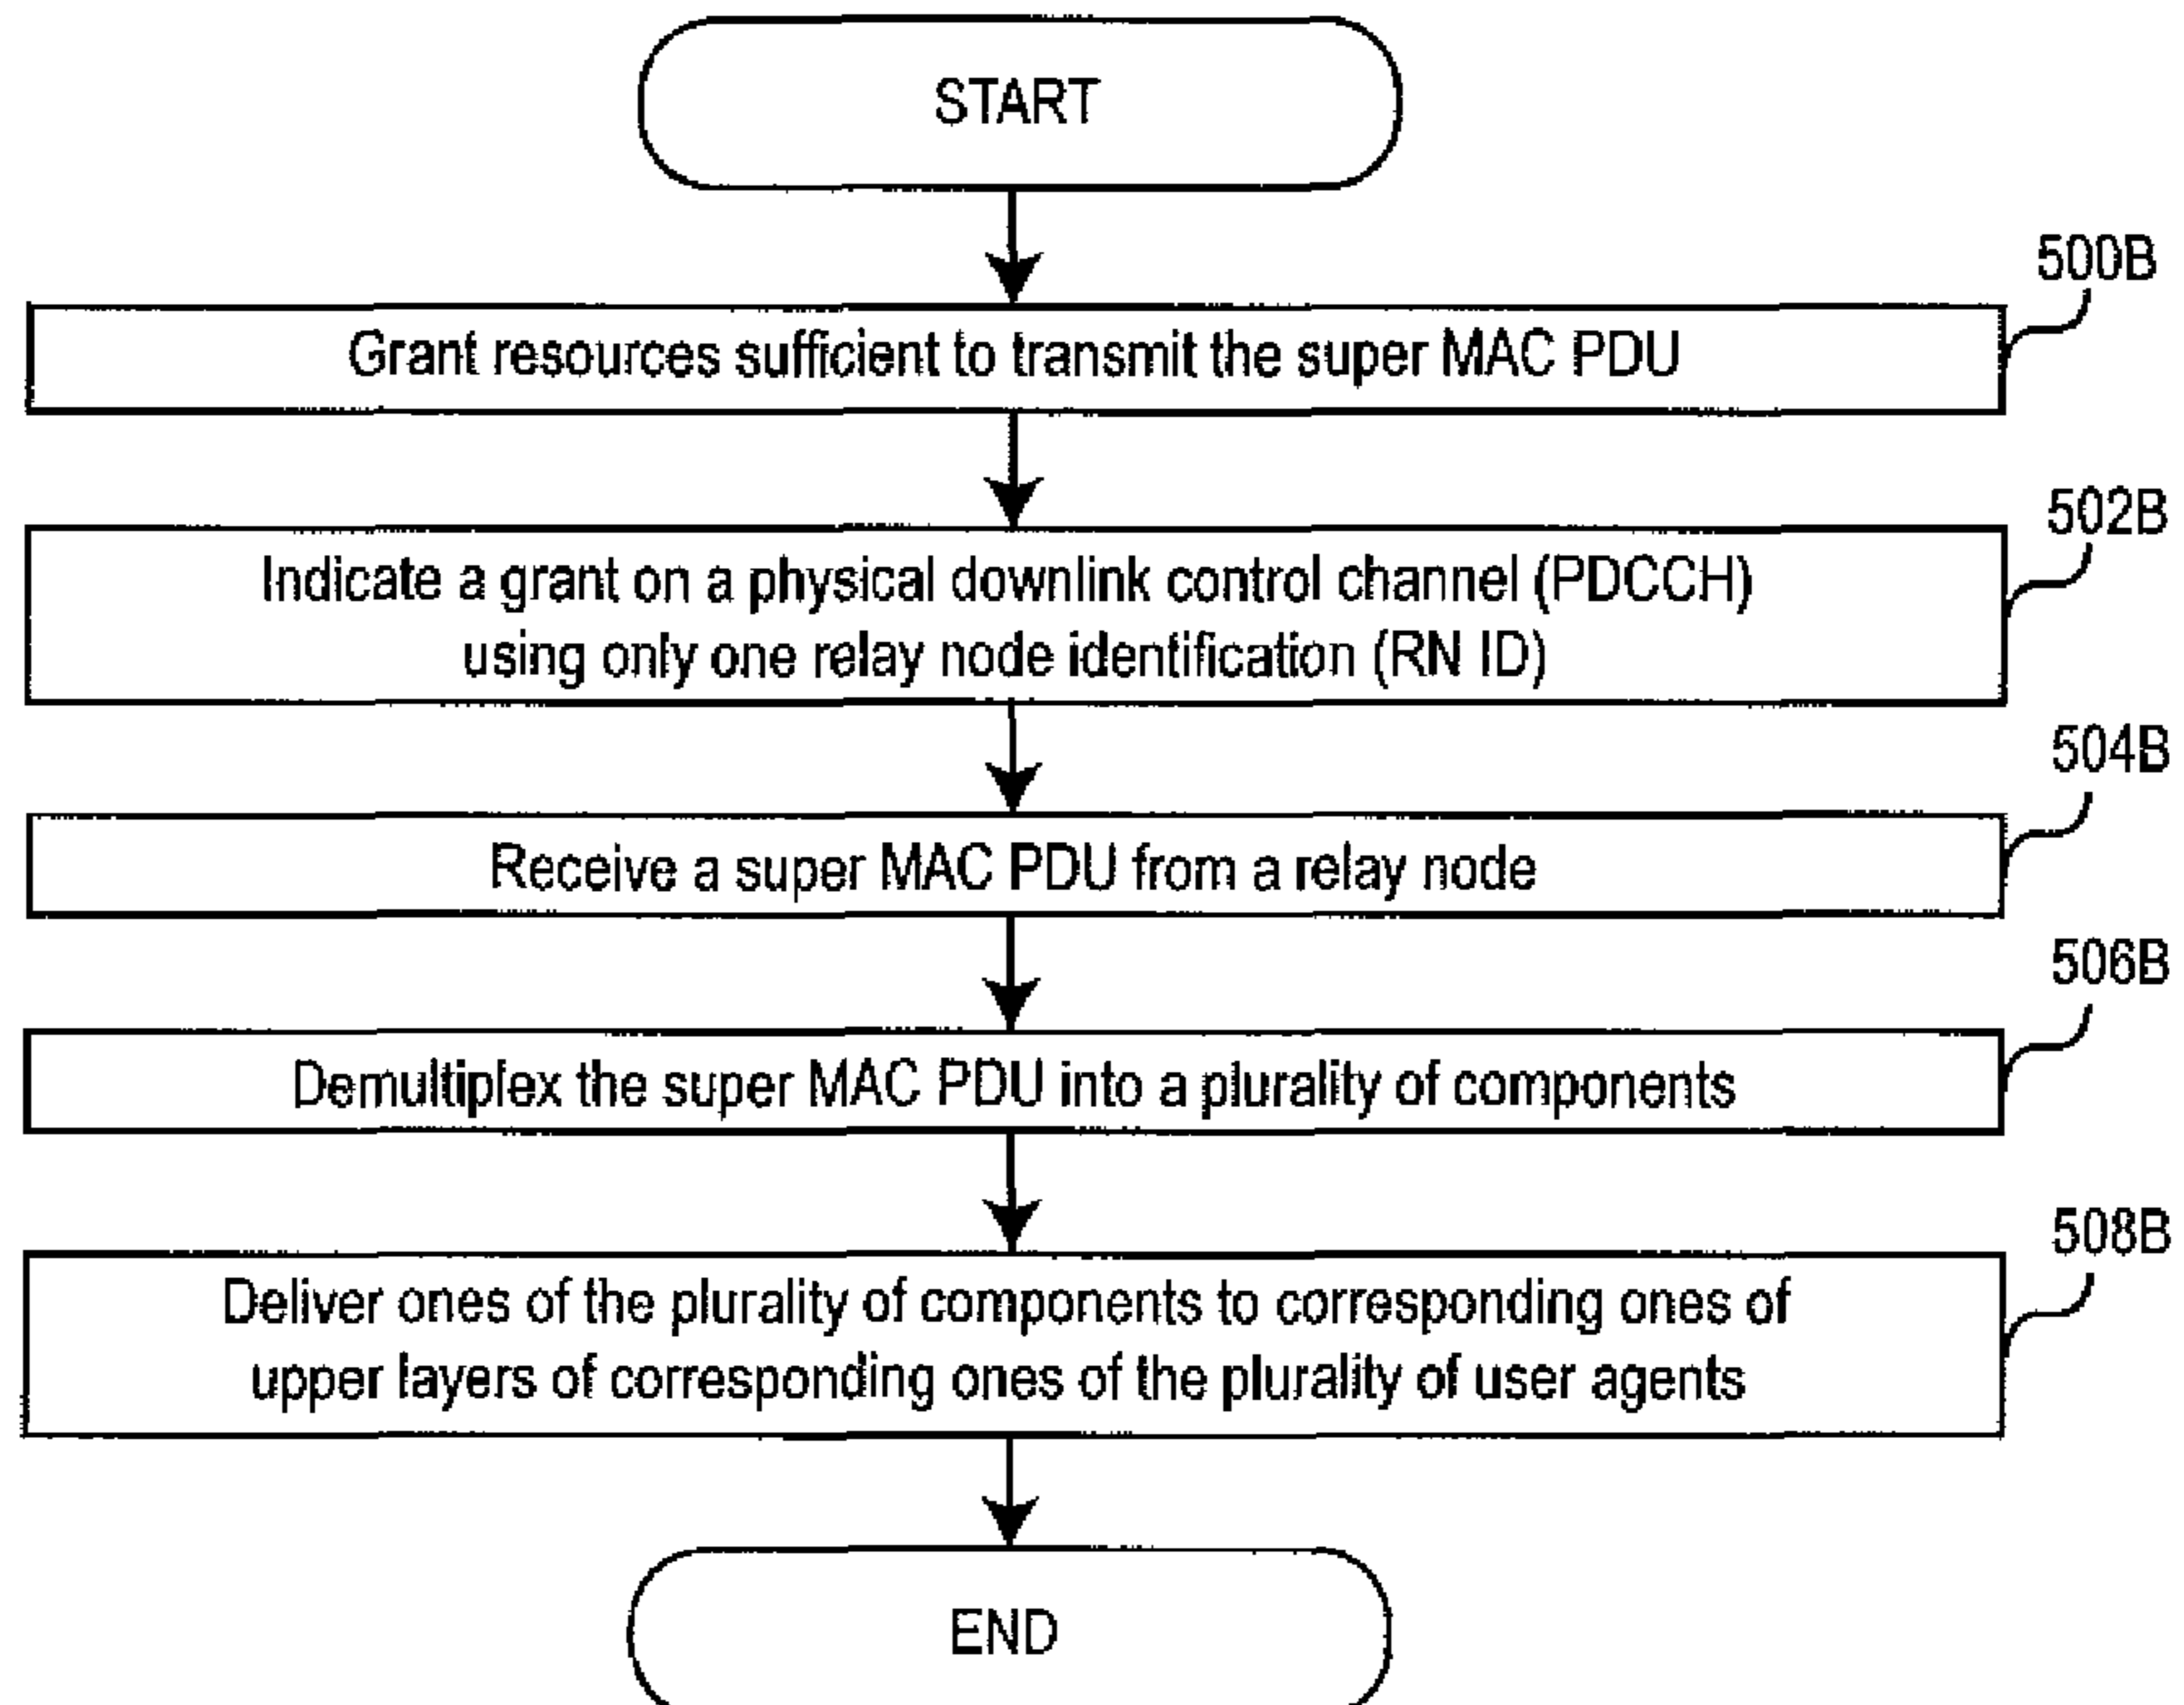 START
500B
Grant resources sufficient to transmit the super MAC PDU
502B
Indicate a grant on a physical downlink control channel (PDCCH)
using only one relay node identification (RN ID)
504B
Receive a super MAC PDU from a relay node
506B
Demultiplex the super MAC PDU into a plurality of components
508B
Deliver ones of the plurality of components to corresponding ones of
upper layers of corresponding ones of the plurality of user agents
END